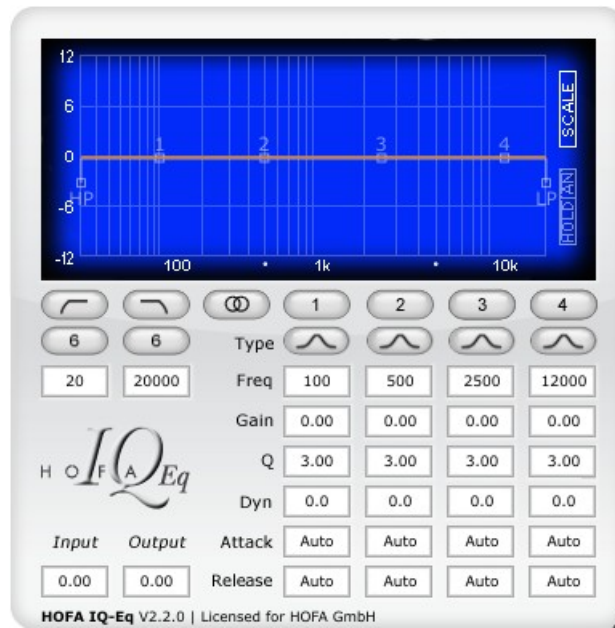 12
6
1 2 3 4
0
HP LP
-6
-12
100 1k 10k
SCALE
HOLD AN
1 2 3 4
6 6 Type
20 20000 Freq 100 500 2500 12000
Gain 0.00 0.00 0.00 0.00
HOFA IQEq
Q 3.00 3.00 3.00 3.00
Dyn 0.0 0.0 0.0 0.0
Input Output Attack Auto Auto Auto Auto
0.00 0.00 Release Auto Auto Auto Auto
HOFA IQ-Eq V2.2.0 | Licensed for HOFA GmbH